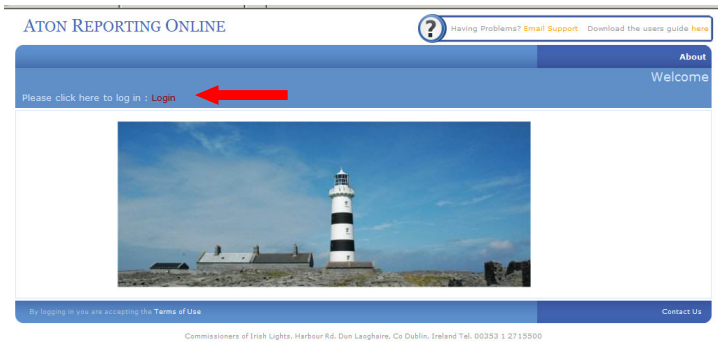 ATON REPORTING ONLINE
? Having Problems? Email Support Download the users guide here
About
Welcome
Please click here to log in : Login
By logging in you are accepting the Terms of Use
Contact Us
Commissioners of Irish Lights, Harbour Rd, Dun Laoghaire, Co Dublin, Ireland Tel. 00353 1 2715500